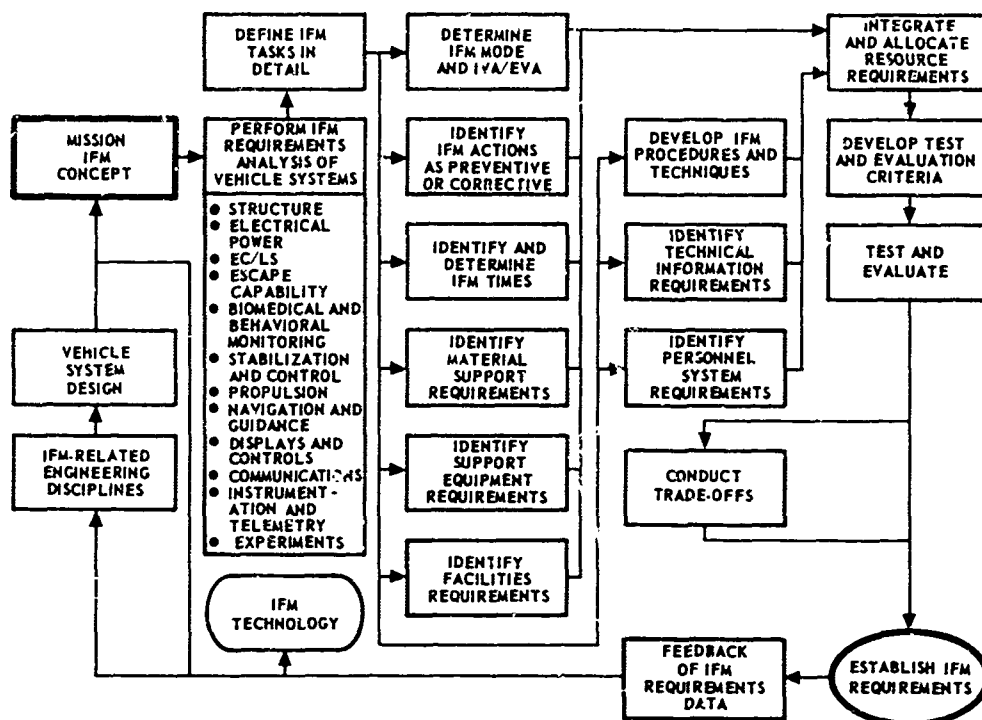 DEFINE IFM
TASKS IN
DETAIL
DETERMINE
IFM MODE
AND IVA/EVA
INTEGRATE
AND ALLOCATE
RESOURCE
REQUIREMENTS
MISSION
IFM
CONCEPT
PERFORM IFM
REQUIREMENTS
ANALYSIS OF
VEHICLE SYSTEMS
● STRUCTURE
● ELECTRICAL
POWER
● EC/LS
● ESCAPE
CAPABILITY
● BIOMEDICAL AND
BEHAVIORAL
MONITORING
● STABILIZATION
AND CONTROL
● PROPULSION
● NAVIGATION AND
GUIDANCE
● DISPLAYS AND
CONTROLS
● COMMUNICATIONS
● INSTRUMENT-
ATION AND
TELEMETRY
● EXPERIMENTS
IDENTIFY
IFM ACTIONS
AS PREVENTIVE
OR CORRECTIVE
DEVELOP IFM
PROCEDURES AND
TECHNIQUES
DEVELOP TEST
AND EVALUATION
CRITERIA
IDENTIFY AND
DETERMINE
IFM TIMES
IDENTIFY
TECHNICAL
INFORMATION
REQUIREMENTS
TEST AND
EVALUATE
VEHICLE
SYSTEM
DESIGN
IDENTIFY
MATERIAL
SUPPORT
REQUIREMENTS
IDENTIFY
PERSONNEL
SYSTEM
REQUIREMENTS
IFM-RELATED
ENGINEERING
DISCIPLINES
IDENTIFY
SUPPORT
EQUIPMENT
REQUIREMENTS
CONDUCT
TRADE-OFFS
IDENTIFY
FACILITIES
REQUIREMENTS
IFM
TECHNOLOGY
FEEDBACK
OF IFM
REQUIREMENTS
DATA
ESTABLISH IFM
REQUIREMENTS